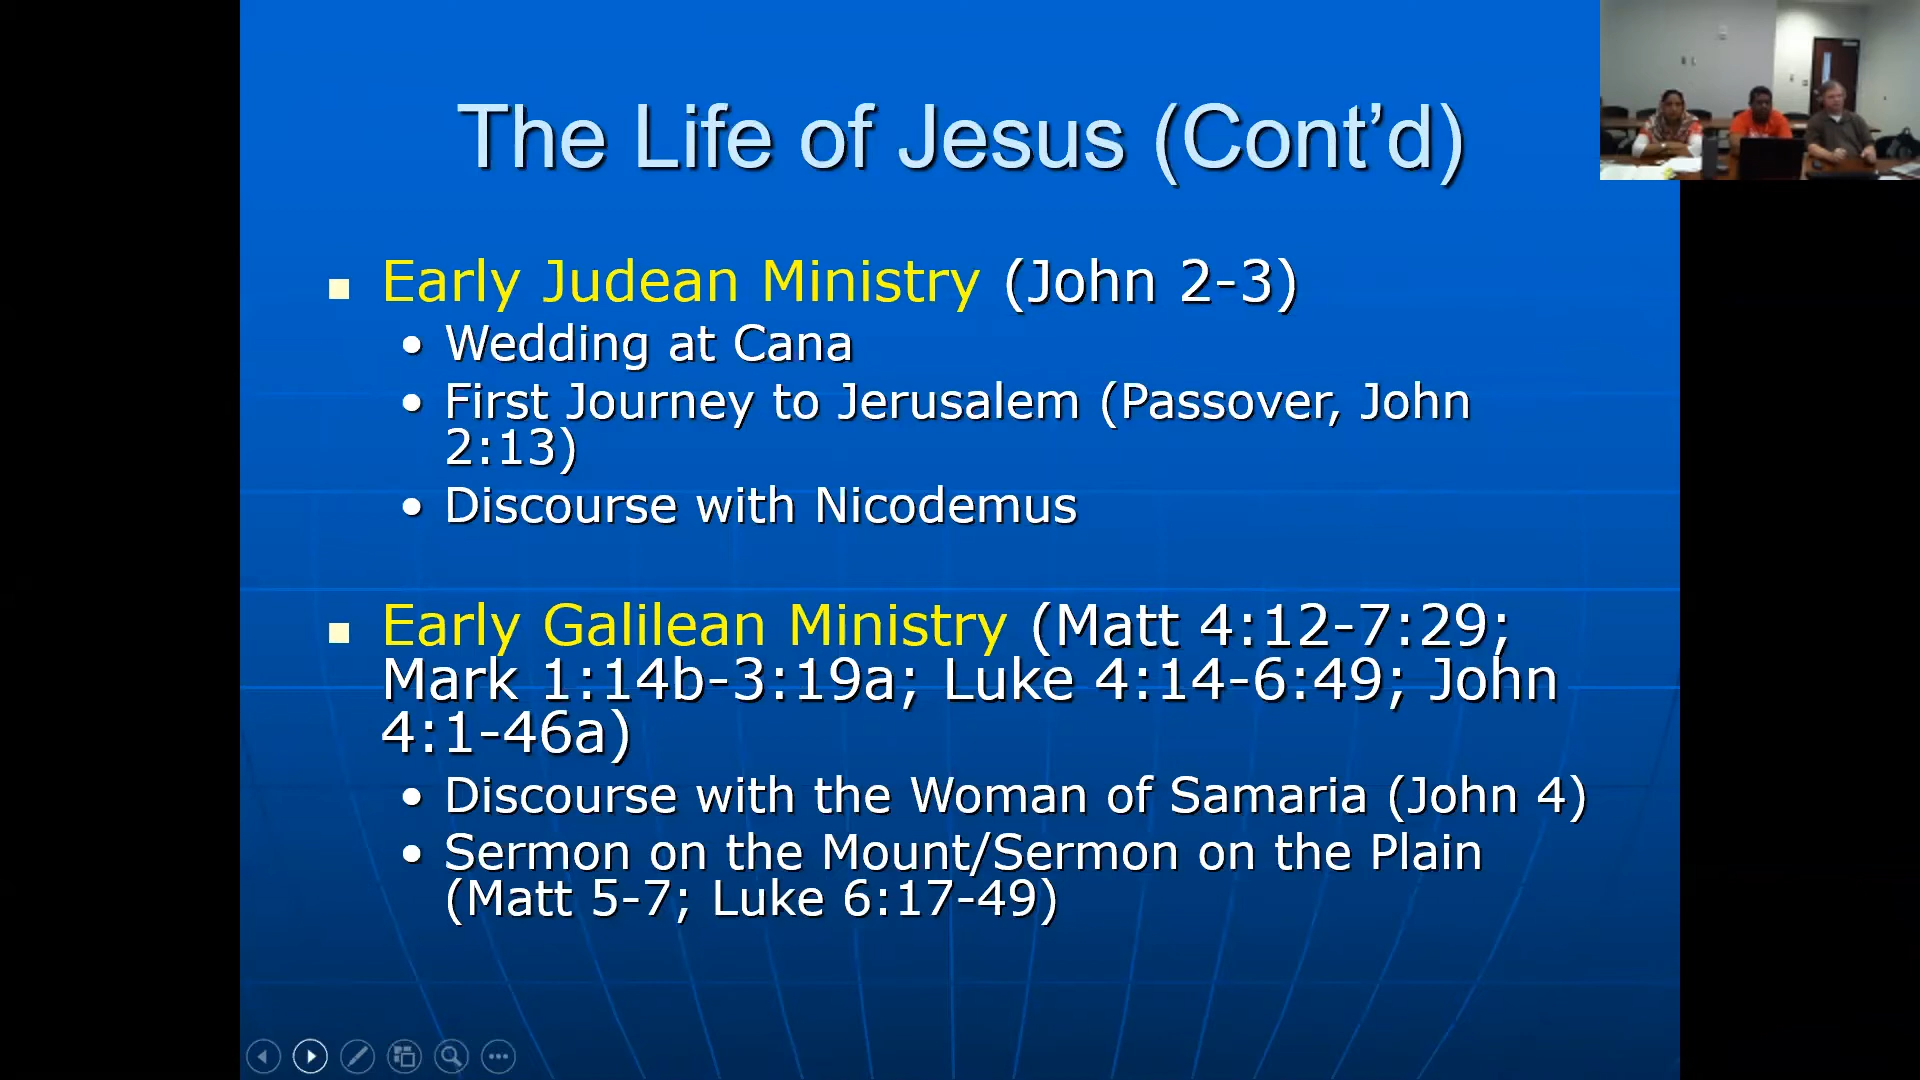 The Life of Jesus (Cont’d)
Early Judean Ministry (John 2-3)
Wedding at Cana
First Journey to Jerusalem (Passover, John
2:13)
Discourse with Nicodemus
Early Galilean Ministry (Matt 4:12-7:29;
Mark 1:14b-3:19a; Luke 4:14-6:49; John
4:1-46a)
Discourse with the Woman of Samaria (John 4)
Sermon on the Mount/Sermon on the Plain
(Matt 5-7; Luke 6:17-49)